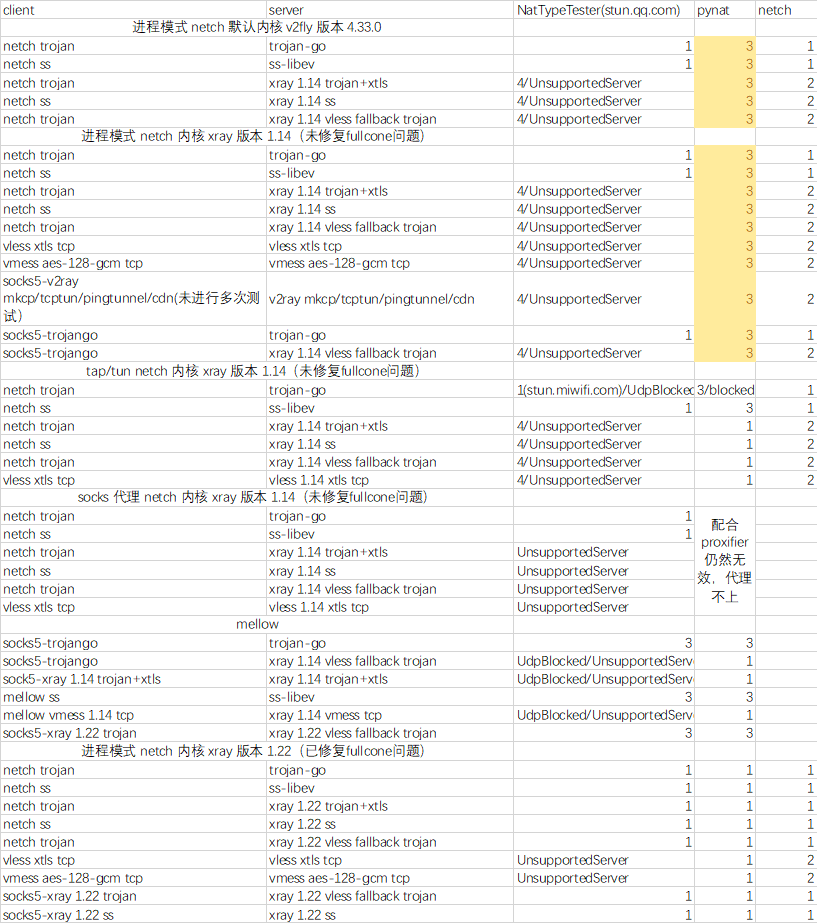 client server NatTypeTester(stun.qq.com) pynat netch
进程模式 netch 默认内核 v2fly 版本 4.33.0
netch trojan trojan-go 1 3 1
netch ss ss-libev 1 3 1
netch trojan xray 1.14 trojan+xtls 4/UnsupportedServer 3 2
netch ss xray 1.14 ss 4/UnsupportedServer 3 2
netch trojan xray 1.14 vless fallback trojan 4/UnsupportedServer 3 2
进程模式 netch 内核 xray 版本 1.14（未修复fullcone问题）
netch trojan trojan-go 1 3 1
netch ss ss-libev 1 3 1
netch trojan xray 1.14 trojan+xtls 4/UnsupportedServer 3 2
netch ss xray 1.14 ss 4/UnsupportedServer 3 2
netch trojan xray 1.14 vless fallback trojan 4/UnsupportedServer 3 2
vless xtls tcp vless xtls tcp 4/UnsupportedServer 3 2
vmess aes-128-gcm tcp vmess aes-128-gcm tcp 4/UnsupportedServer 3 2
socks5-v2ray
mkcp/tcptun/pingtunnel/cdn(未进行多次测 v2ray mkcp/tcptun/pingtunnel/cdn 4/UnsupportedServer 3 2
试）
socks5-trojango trojan-go 1 3 1
socks5-trojango xray 1.14 vless fallback trojan 4/UnsupportedServer 3 2
tap/tun netch 内核 xray 版本 1.14（未修复fullcone问题）
netch trojan trojan-go 1(stun.miwifi.com)/UdpBlocked 3/blocked 1
netch ss ss-libev 1 3 1
netch trojan xray 1.14 trojan+xtls 4/UnsupportedServer 1 2
netch ss xray 1.14 ss 4/UnsupportedServer 1 2
netch trojan xray 1.14 vless fallback trojan 4/UnsupportedServer 1 2
vless xtls tcp vless 1.14 xtls tcp 4/UnsupportedServer 1 2
socks 代理 netch 内核 xray 版本 1.14（未修复fullcone问题）
netch trojan trojan-go 1
netch ss ss-libev 1
netch trojan xray 1.14 trojan+xtls UnsupportedServer
netch ss xray 1.14 ss UnsupportedServer
netch trojan xray 1.14 vless fallback trojan UnsupportedServer
vless xtls tcp vless 1.14 xtls tcp UnsupportedServer
配合
proxifier
仍然无
效，代理
不上
mellow
socks5-trojango trojan-go 3 3
socks5-trojango xray 1.14 vless fallback trojan UdpBlocked/UnsupportedServ 1
sock5-xray 1.14 trojan+xtls xray 1.14 trojan+xtls UdpBlocked/UnsupportedServ 1
mellow ss ss-libev 3 3
mellow vmess 1.14 tcp xray 1.14 vmess tcp UdpBlocked/UnsupportedServ 1
socks5-xray 1.22 trojan xray 1.22 vless fallback trojan 3 3
进程模式 netch 内核 xray 版本 1.22（已修复fullcone问题）
netch trojan trojan-go 1 1 1
netch ss ss-libev 1 1 1
netch trojan xray 1.22 trojan+xtls 1 1 1
netch ss xray 1.22 ss 1 1 1
netch trojan xray 1.22 vless fallback trojan 1 1 1
vless xtls tcp vless xtls tcp UnsupportedServer 1 2
vmess aes-128-gcm tcp vmess aes-128-gcm tcp UnsupportedServer 1 2
socks5-xray 1.22 trojan xray 1.22 vless fallback trojan 1 1 1
socks5-xray 1.22 ss xray 1.22 ss 1 1 1